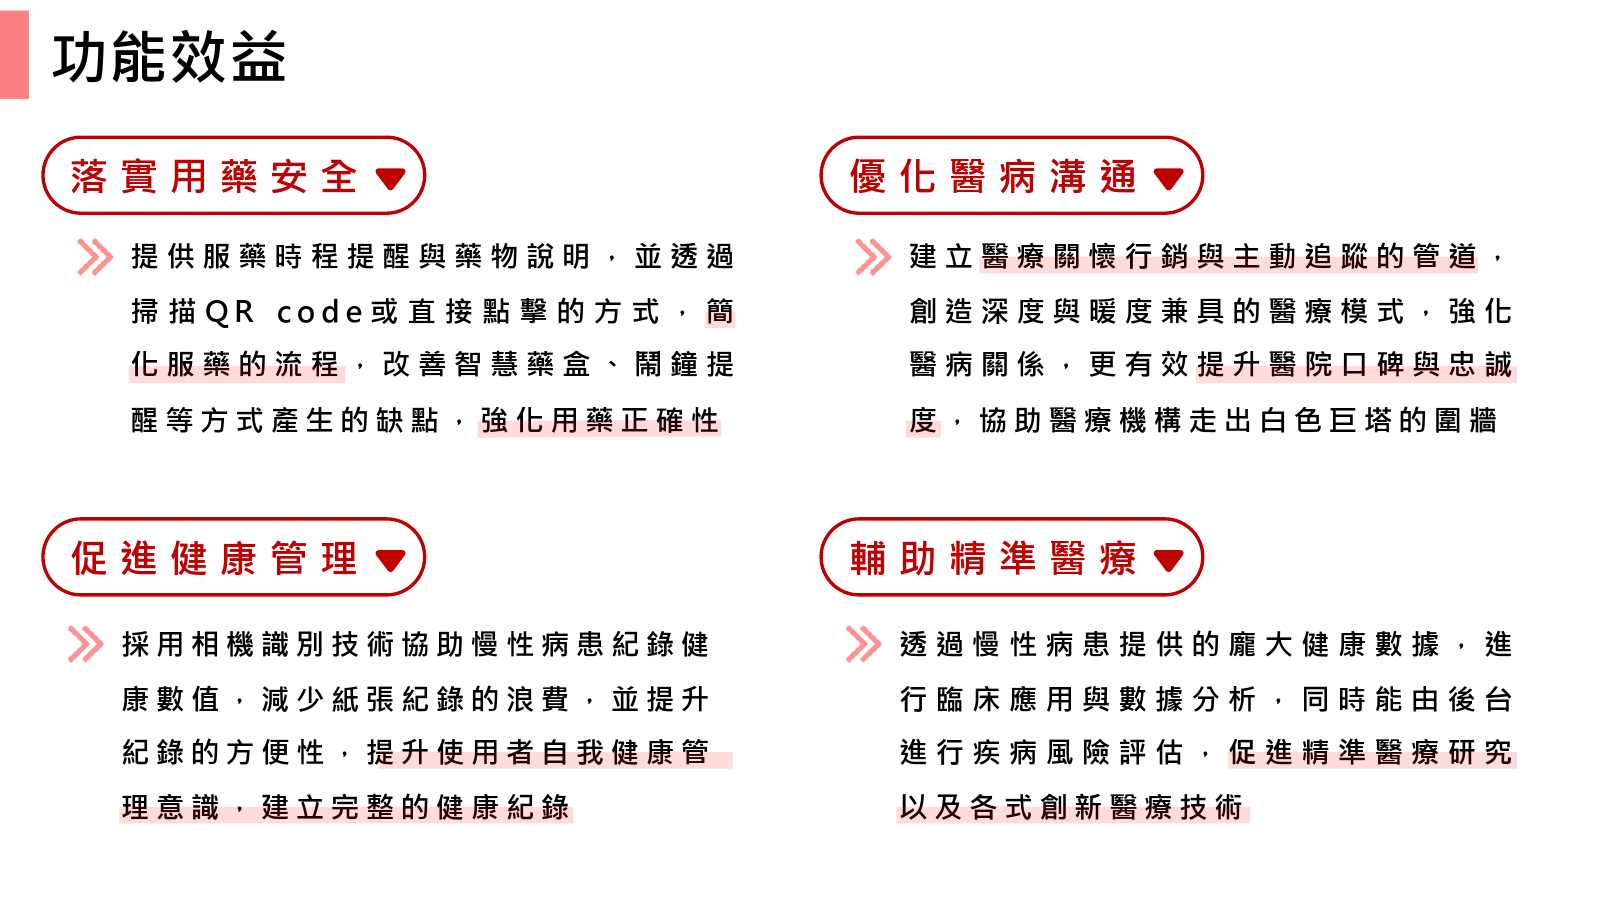 功能效益
落實用藥安全
提供服藥時程提醒與藥物說明，並透過
掃描QR code或直接點擊的方式，簡
化服藥的流程，改善智慧藥盒、鬧鐘提
醒等方式產生的缺點，強化用藥正確性
優化醫病溝通
建立醫療關懷行銷與主動追蹤的管道，
創造深度與暖度兼具的醫療模式，強化
醫病關係，更有效提升醫院口碑與忠誠
度，協助醫療機構走出白色巨塔的圍牆
促進健康管理
採用相機識別技術協助慢性病患紀錄健
康數值，減少紙張紀錄的浪費，並提升
紀錄的方便性，提升使用者自我健康管
理意識，建立完整的健康紀錄
輔助精準醫療
透過慢性病患提供的龐大健康數據，進
行臨床應用與數據分析，同時能由後台
進行疾病風險評估，促進精準醫療研究
以及各式創新醫療技術